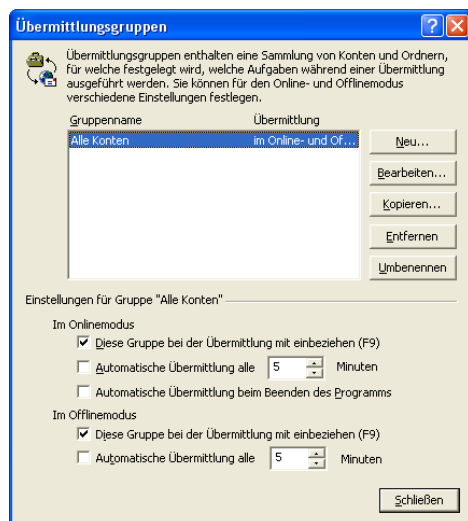 Übermittlungsgruppen
Übermittlungsgruppen enthalten eine Sammlung von Konten und Ordnern,
für welche festgelegt wird, welche Aufgaben während einer Übermittlung
ausgeführt werden. Sie können für den Online- und Offlinemodus
verschiedene Einstellungen festlegen.
Gruppenname Übermittlung
Alle Konten im Online- und Of...
Neu...
Bearbeiten...
Kopieren...
Entfernen
Umbenennen
Einstellungen für Gruppe "Alle Konten"
Im Onlinemodus
Diese Gruppe bei der Übermittlung mit einbeziehen (F9)
Automatische Übermittlung alle 5 Minuten
Automatische Übermittlung beim Beenden des Programms
Im Offlinemodus
Diese Gruppe bei der Übermittlung mit einbeziehen (F9)
Automatische Übermittlung alle 5 Minuten
Schließen